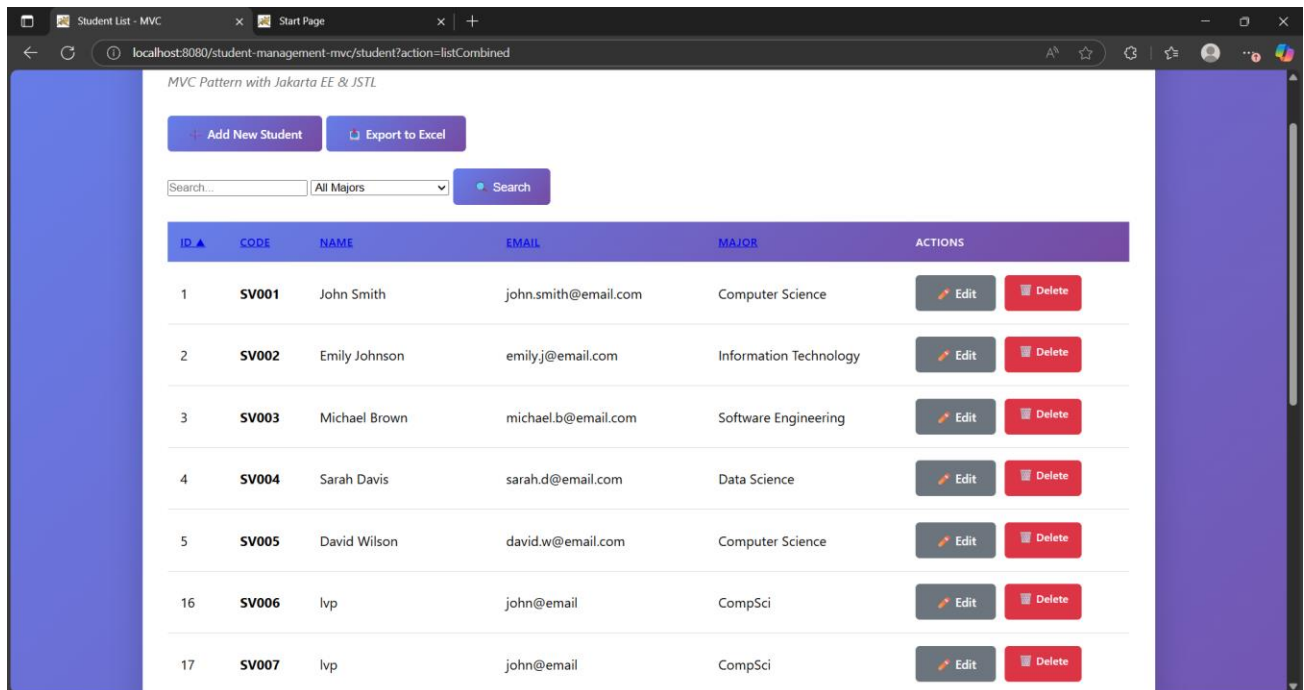 Student List - MVC
Start Page
localhost:8080/student-management-mvc/student?action=listCombined
MVC Pattern with Jakarta EE & JSTL
Add New Student Export to Excel
Search... All Majors Search
ID ▲ CODE NAME EMAIL MAJOR ACTIONS
1 SV001 John Smith john.smith@email.com Computer Science Edit Delete
2 SV002 Emily Johnson emily.j@email.com Information Technology Edit Delete
3 SV003 Michael Brown michael.b@email.com Software Engineering Edit Delete
4 SV004 Sarah Davis sarah.d@email.com Data Science Edit Delete
5 SV005 David Wilson david.w@email.com Computer Science Edit Delete
16 SV006 lvp john@email CompSci Edit Delete
17 SV007 lvp john@email CompSci Edit Delete